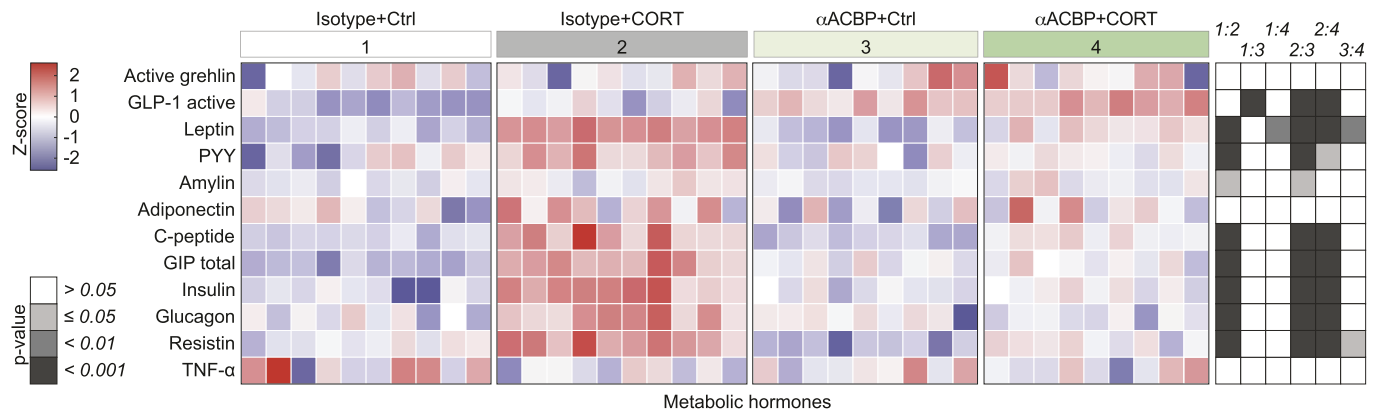 Isotype+Ctrl Isotype+CORT αACBP+Ctrl αACBP+CORT
1:2 1:4 2:4
1:3 2:3 3:4
1 2 3 4
Z-score
2
1
0
-1
-2
Active grehlin
GLP-1 active
Leptin
PYY
Amylin
Adiponectin
C-peptide
GIP total
Insulin
Glucagon
Resistin
TNF-α
p-value
> 0.05
≤ 0.05
< 0.01
< 0.001
Metabolic hormones